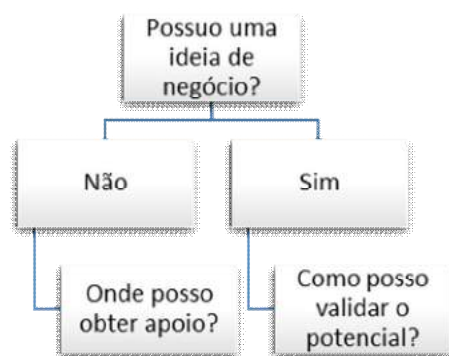 Possuo uma
ideia de
negócio?
Não
Sim
Onde posso
obter apoio?
Como posso
validar o
potencial?